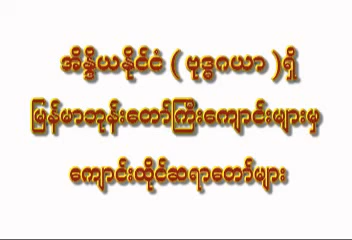 အိန္ဒိယနိုင်ငံ ( ဗုဒ္ဓဂယာ )ရှိ
မြန်မာဘုန်းတော်ကြီးကျောင်းများမှ
ကျောင်းထိုင်ဆရာတော်များ